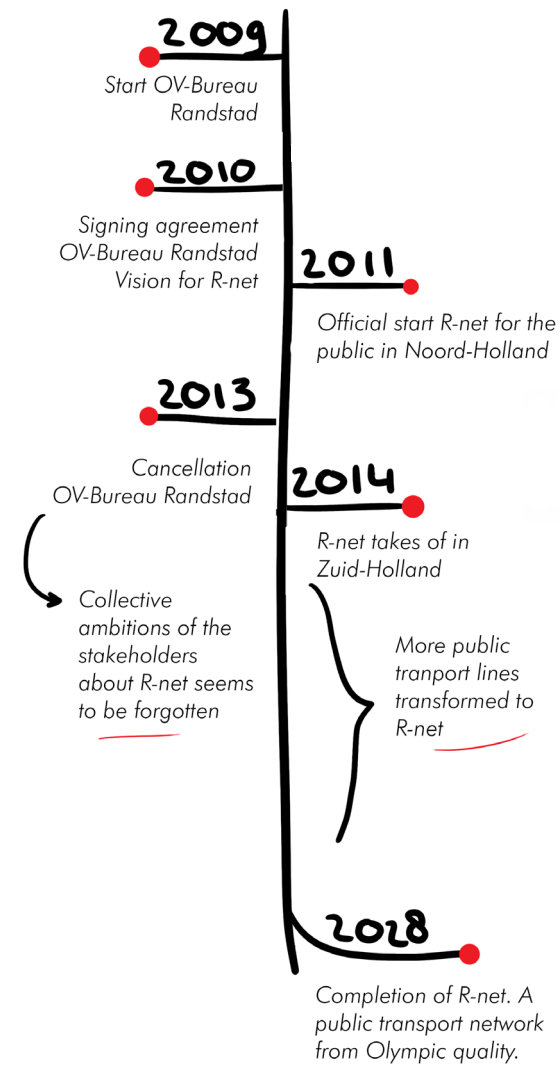 2009
Start OV-Bureau
Randstad
2010
Signing agreement
OV-Bureau Randstad
Vision for R-net
2011
Official start R-net for the
public in Noord-Holland
2013
Cancellation
OV-Bureau Randstad
2014
R-net takes of in
Zuid-Holland
Collective
ambitions of the
stakeholders
about R-net seems
to be forgotten
More public
tranport lines
transformed to
R-net
2028
Completion of R-net. A
public transport network
from Olympic quality.